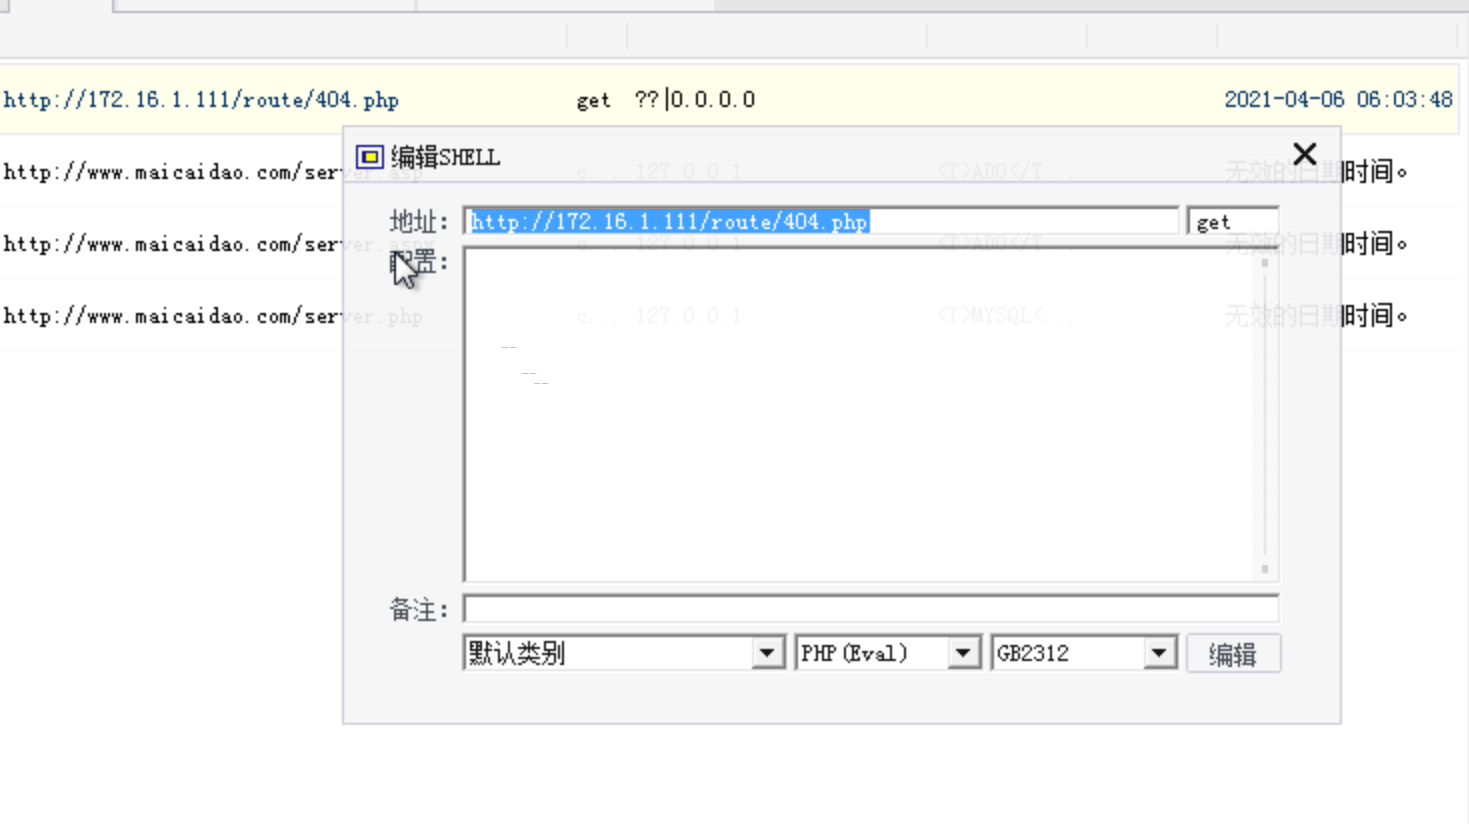 http://172.16.1.111/route/404.php get ??|0.0.0.0 2021-04-06 06:03:48
编辑SHELL
http://www.maicaidao.com/server.asp c... 127.0.0.1 <T>ADO</T... 无效的日期时间。
地址: http://172.16.1.111/route/404.php get
http://www.maicaidao.com/server.aspx 127.0.0.1 <T>ADO</T... 无效的日期时间。
配置:
http://www.maicaidao.com/server.php c... 127.0.0.1 <T>MYSQL<... 无效的日期时间。
备注:
默认类别 PHP(Eval) GB2312 编辑